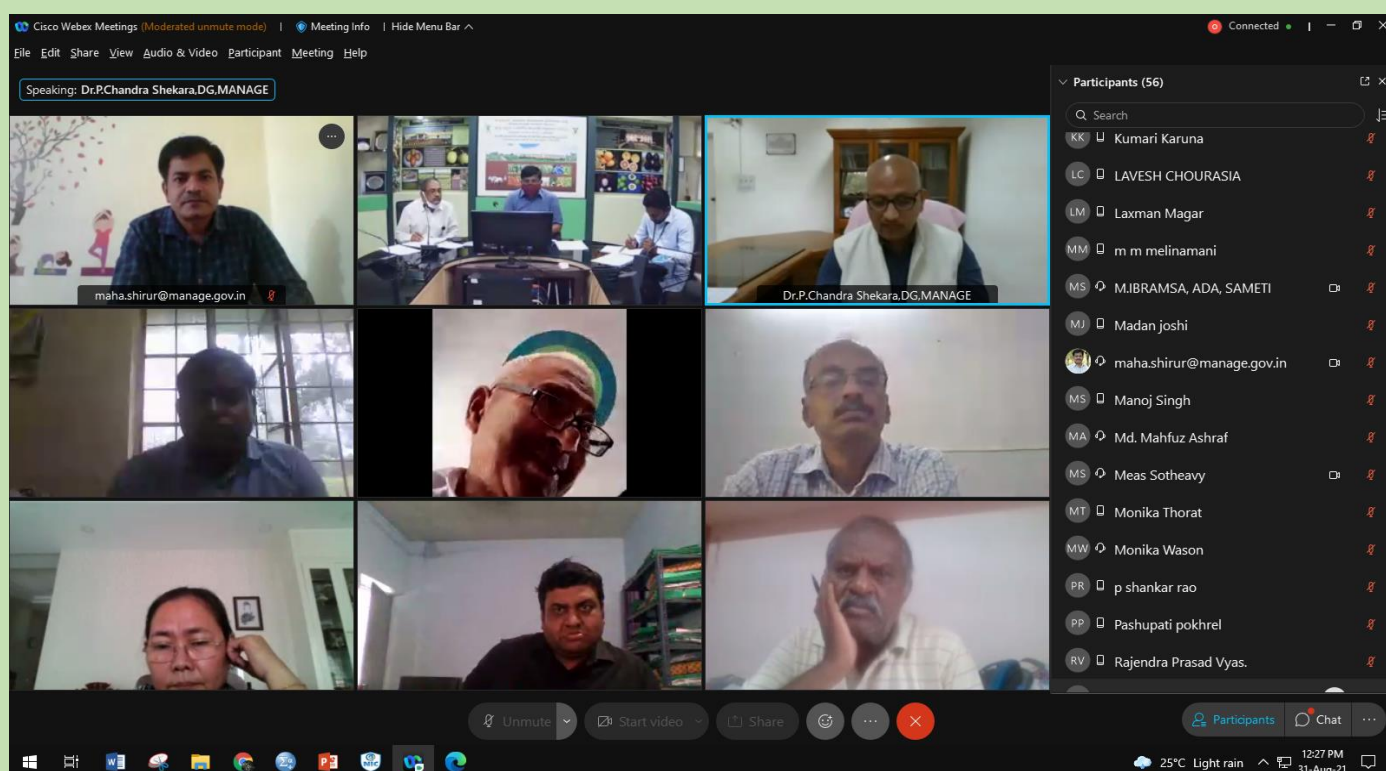 Cisco Webex Meetings (Moderated unmute mode) | Meeting Info | Hide Menu Bar
Connected
File Edit Share View Audio & Video Participant Meeting Help
Speaking: Dr.P.Chandra Shekara,DG,MANAGE
maha.shirur@manage.gov.in
Dr.P.Chandra Shekara,DG,MANAGE
Participants (56)
Search
KK Kumari Karuna
LC LAVESH CHOURASIA
LM Laxman Magar
MM m m melinamani
MS M.IBRAMSA, ADA, SAMETI
MJ Madan joshi
maha.shirur@manage.gov.in
MS Manoj Singh
MA Md. Mahfuz Ashraf
MS Meas Sotheavy
MT Monika Thorat
MW Monika Wason
PR p shankar rao
PP Pashupati pokhrel
RV Rajendra Prasad Vyas.
Unmute Start video Share
Participants Chat
25°C Light rain 12:27 PM
31-Aug-21